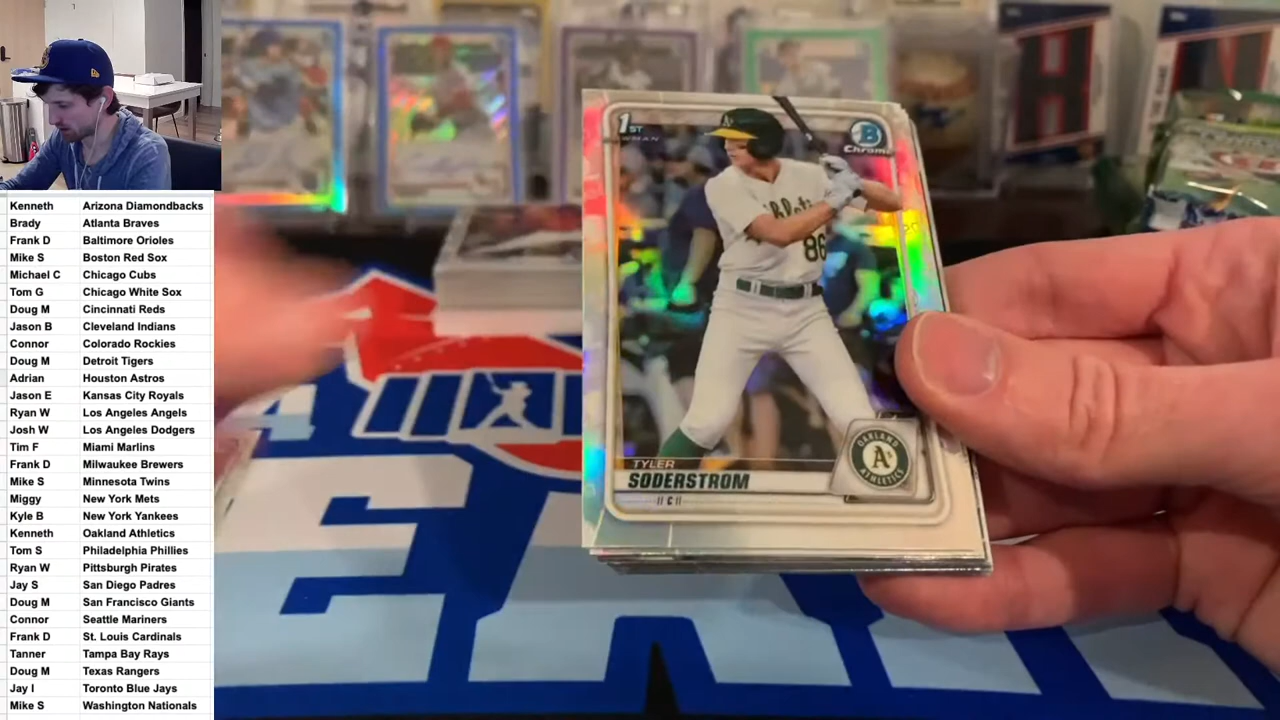 Kenneth Arizona Diamondbacks
Brady Atlanta Braves
Frank D Baltimore Orioles
Mike S Boston Red Sox
Michael C Chicago Cubs
Tom G Chicago White Sox
Doug M Cincinnati Reds
Jason B Cleveland Indians
Connor Colorado Rockies
Doug M Detroit Tigers
Adrian Houston Astros
Jason E Kansas City Royals
Ryan W Los Angeles Angels
Josh W Los Angeles Dodgers
Tim F Miami Marlins
Frank D Milwaukee Brewers
Mike S Minnesota Twins
Miggy New York Mets
Kyle B New York Yankees
Kenneth Oakland Athletics
Tom S Philadelphia Phillies
Ryan W Pittsburgh Pirates
Jay S San Diego Padres
Doug M San Francisco Giants
Connor Seattle Mariners
Frank D St. Louis Cardinals
Tanner Tampa Bay Rays
Doug M Texas Rangers
Jay I Toronto Blue Jays
Mike S Washington Nationals
1ST
B
Chrome
A's
86
TYLER
SODERSTROM
C
OAKLAND
A's
ATHLETICS